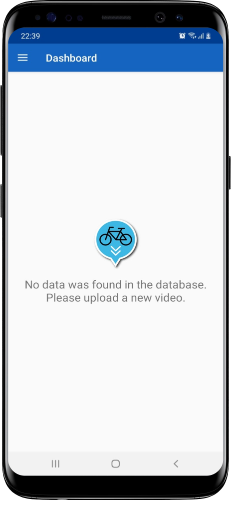 22:39
Dashboard
No data was found in the database.
Please upload a new video.